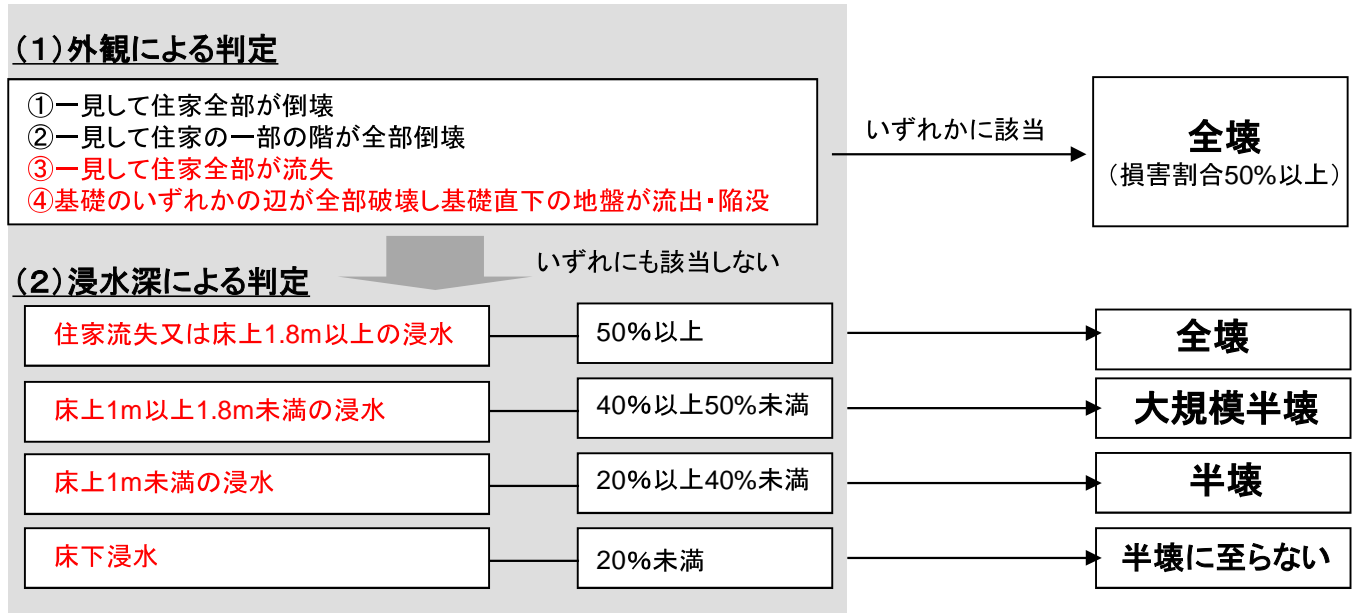 (１)外観による判定
①一見して住家全部が倒壊
②一見して住家の一部の階が全部倒壊
③一見して住家全部が流失
④基礎のいずれかの辺が全部破壊し基礎直下の地盤が流出・陥没
いずれかに該当
全壊
（損害割合50%以上）
いずれにも該当しない
(２)浸水深による判定
住家流失又は床上1.8m以上の浸水
50%以上
全壊
床上1m以上1.8m未満の浸水
40%以上50%未満
大規模半壊
床上1m未満の浸水
20%以上40%未満
半壊
床下浸水
20%未満
半壊に至らない